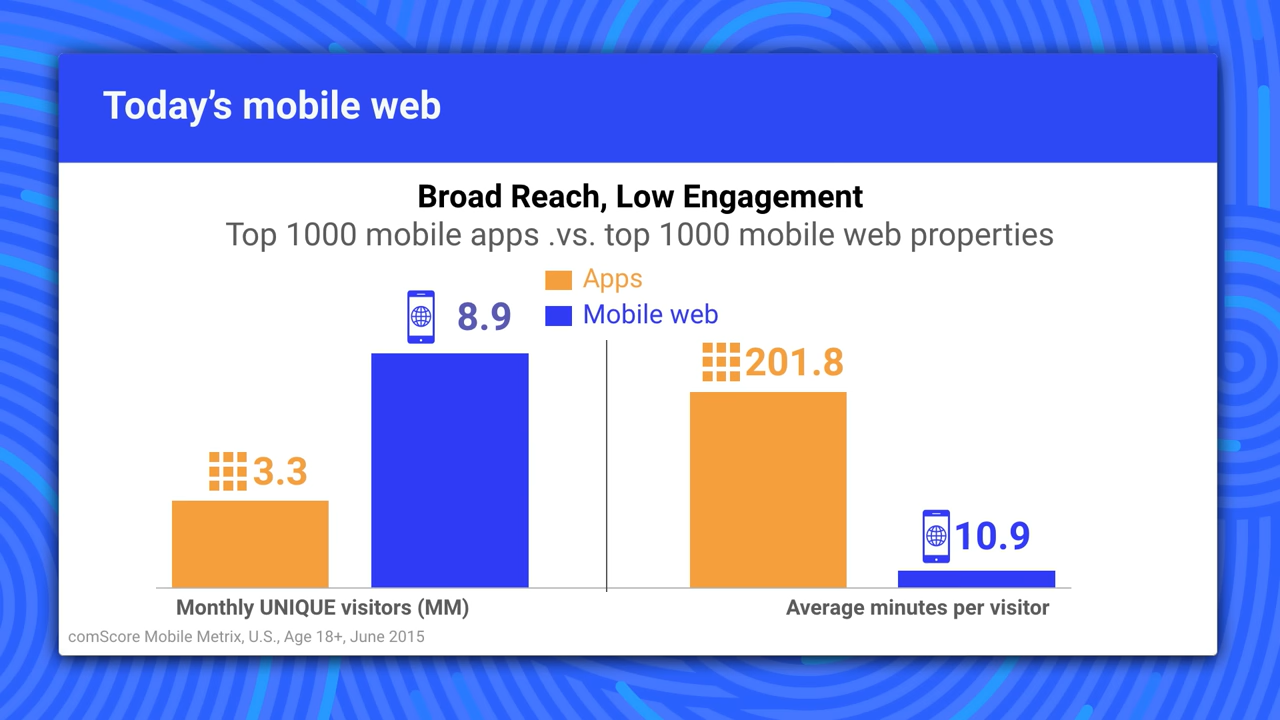 Today’s mobile web
Broad Reach, Low Engagement
Top 1000 mobile apps .vs. top 1000 mobile web properties
Apps
Mobile web
8.9
3.3
201.8
10.9
Monthly UNIQUE visitors (MM)
Average minutes per visitor
comScore Mobile Metrix, U.S., Age 18+, June 2015